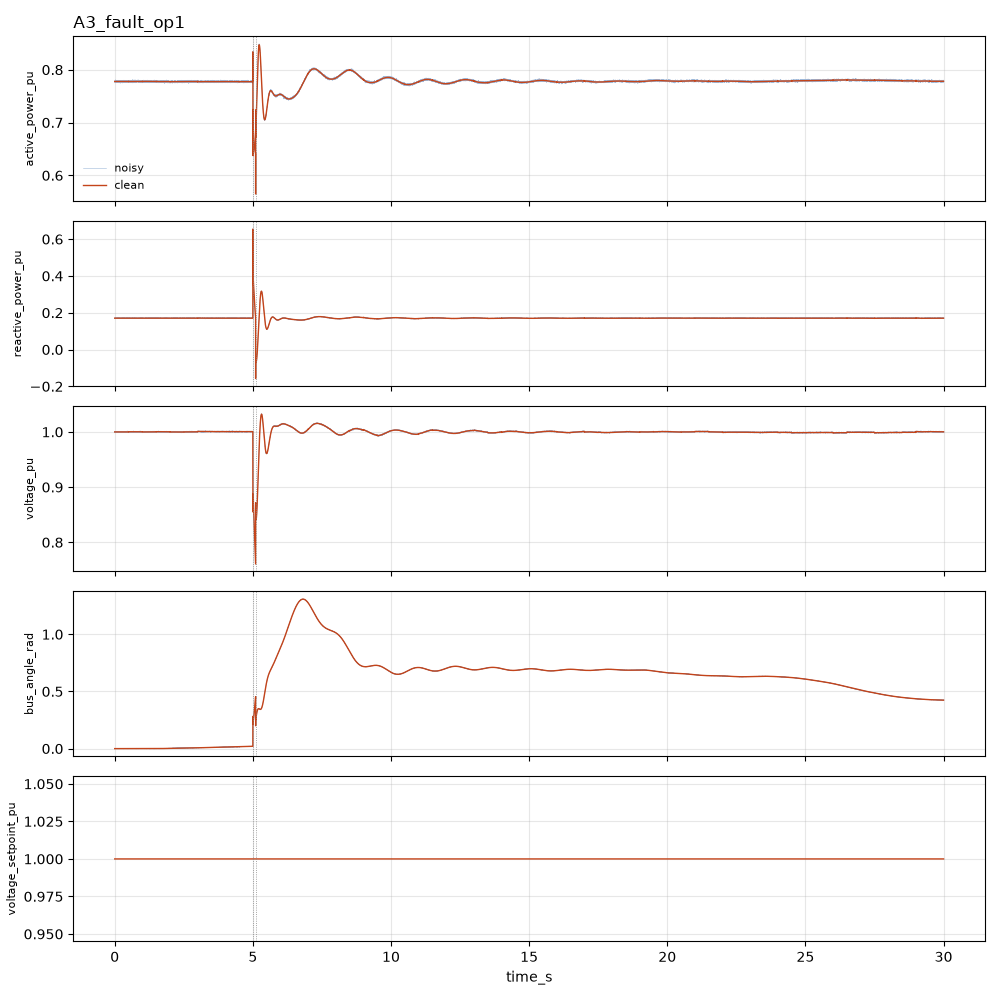 A3_fault_op1
active_power_pu
0.8
0.7
0.6
noisy
clean
reactive_power_pu
0.6
0.4
0.2
0.0
−0.2
voltage_pu
1.0
0.9
0.8
bus_angle_rad
1.0
0.5
0.0
voltage_setpoint_pu
1.050
1.025
1.000
0.975
0.950
0 5 10 15 20 25 30
time_s